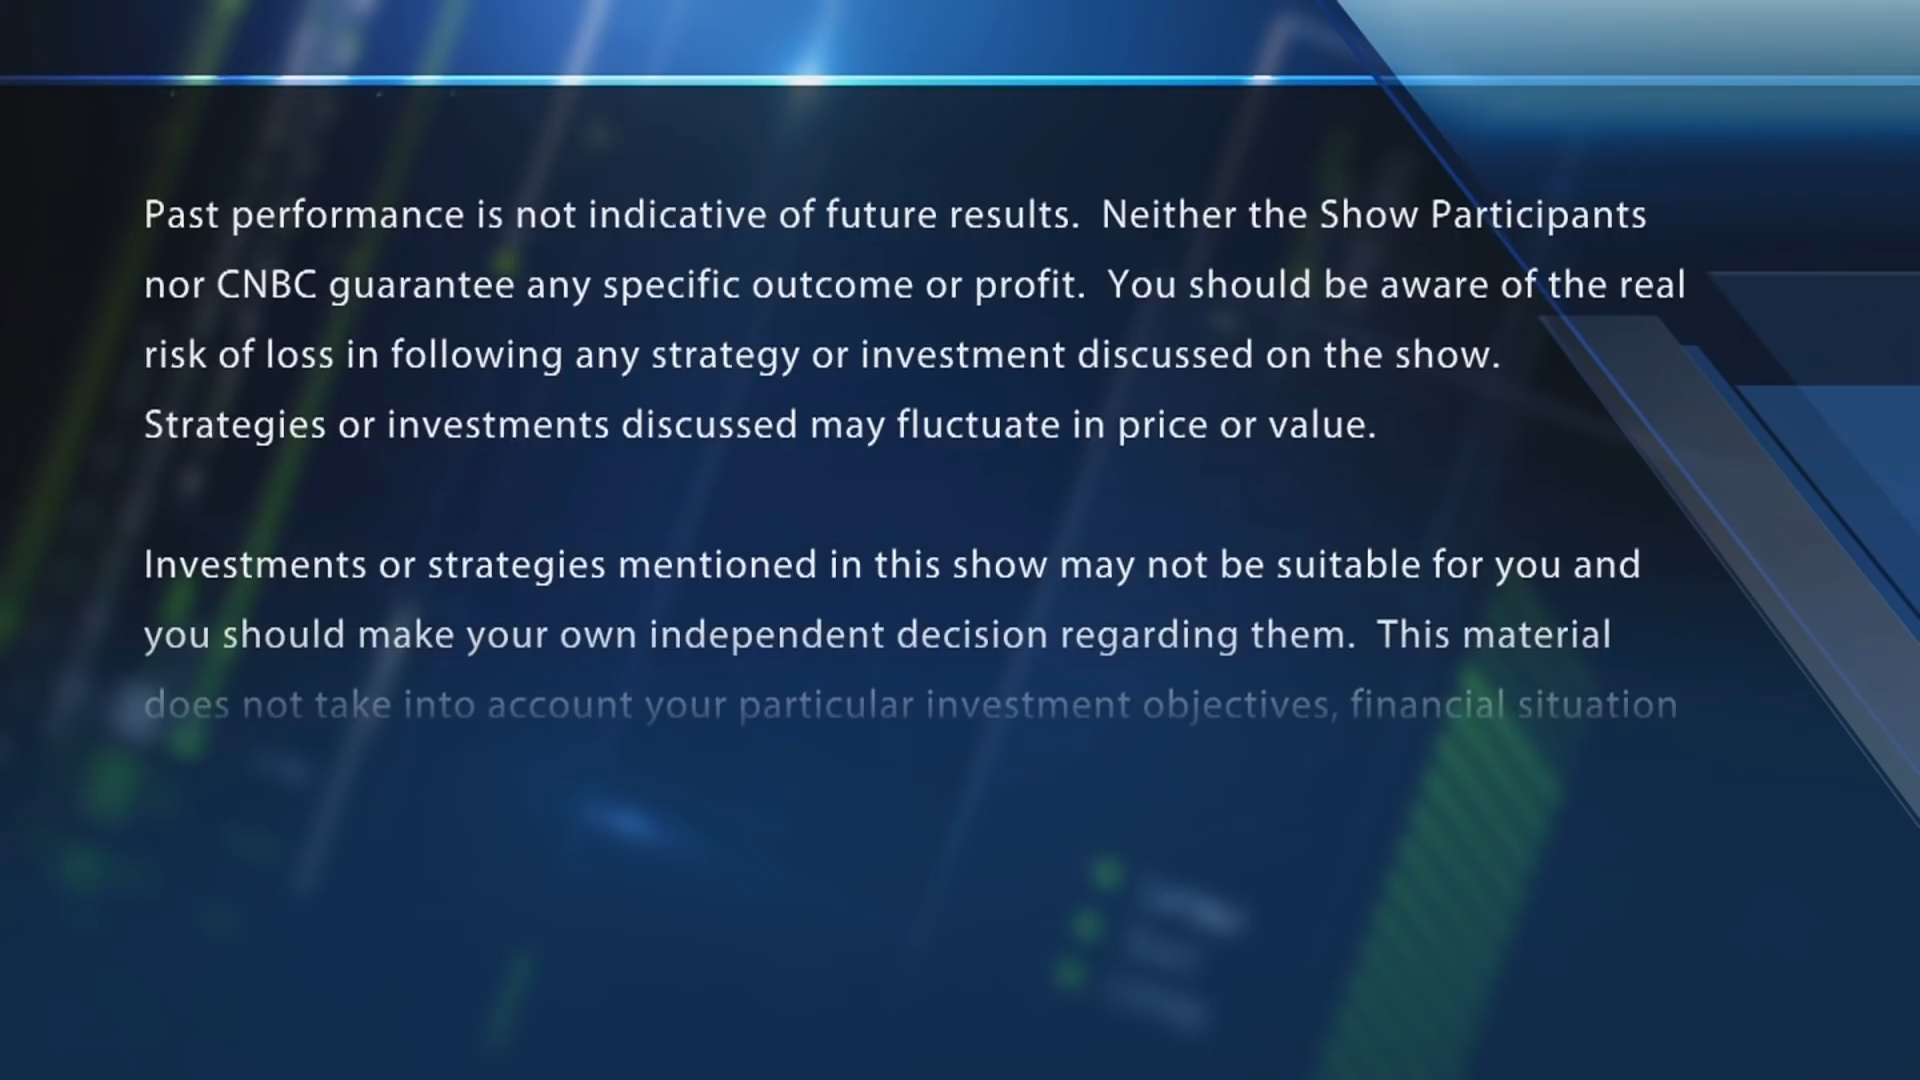 Past performance is not indicative of future results.  Neither the Show Participants
nor CNBC guarantee any specific outcome or profit.  You should be aware of the real
risk of loss in following any strategy or investment discussed on the show.
Strategies or investments discussed may fluctuate in price or value.
Investments or strategies mentioned in this show may not be suitable for you and
you should make your own independent decision regarding them.  This material
does not take into account your particular investment objectives, financial situation